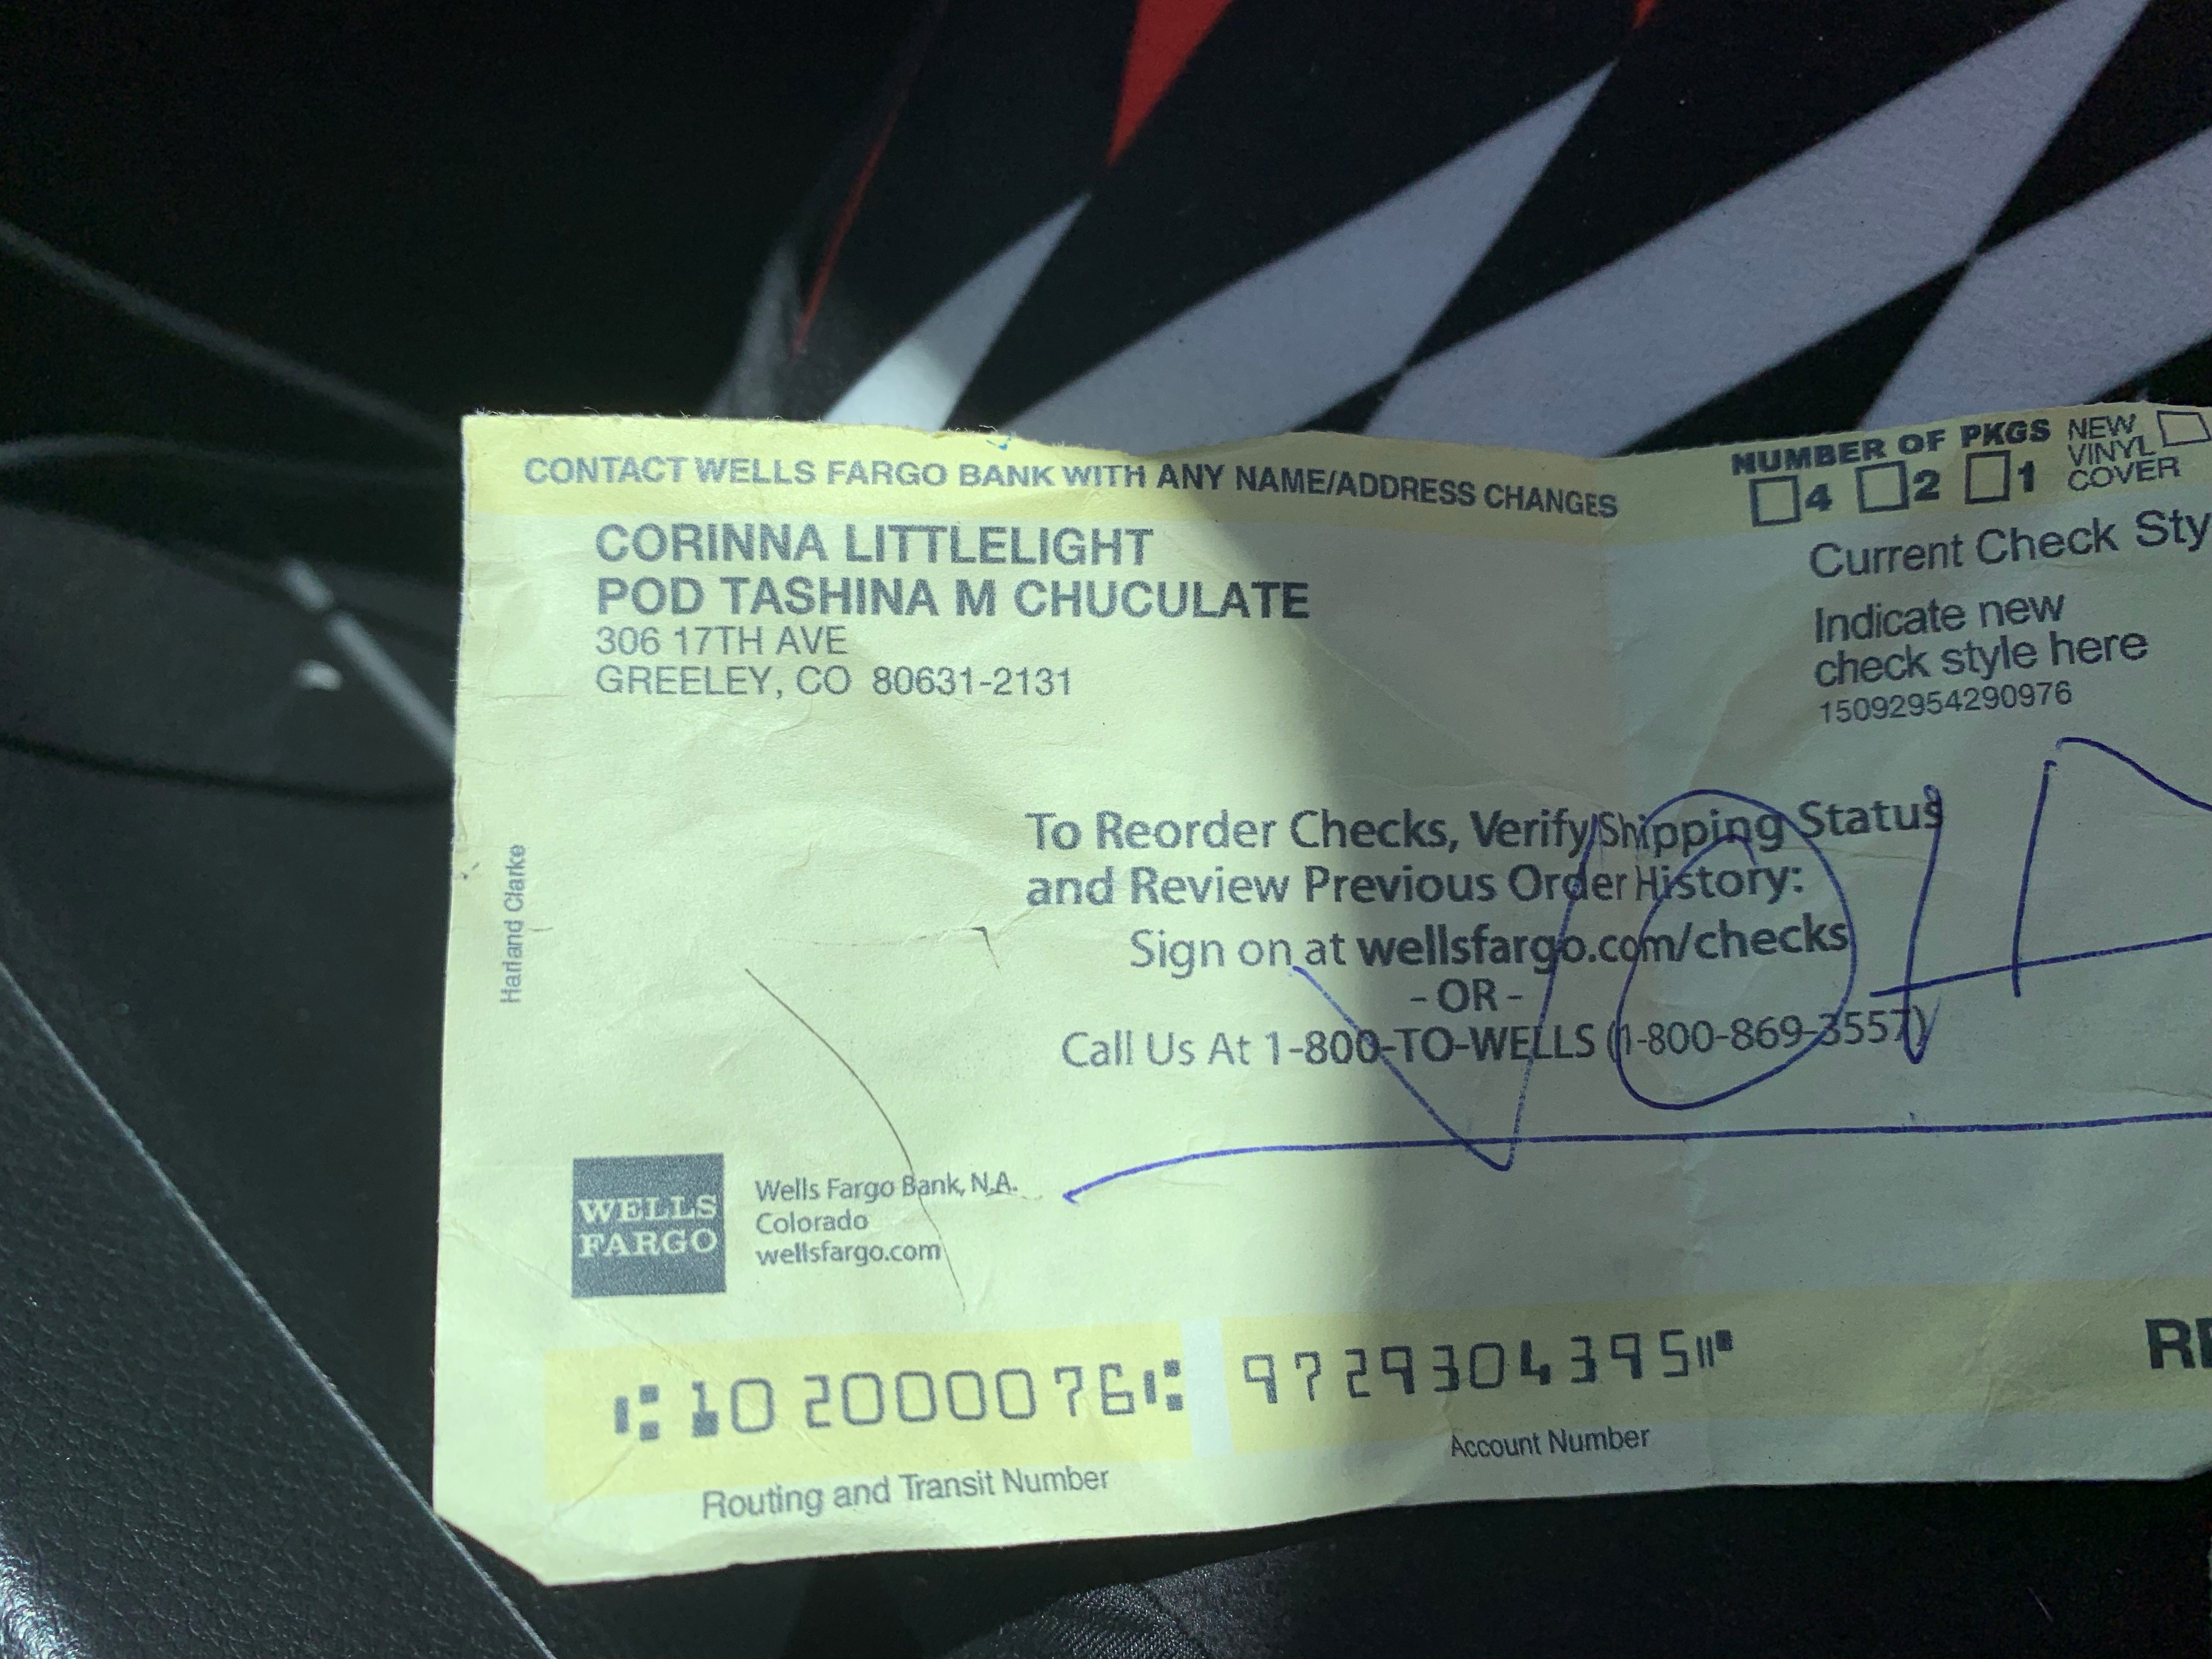 CONTACT WELLS FARGO BANK WITH ANY NAME/ADDRESS CHANGES
NUMBER OF PKGS
4 2 1
NEW
VINYL
COVER
CORINNA LITTLELIGHT
POD TASHINA M CHUCULATE
306 17TH AVE
GREELEY, CO 80631-2131
Current Check
Indicate new
check style here
15092954290976
To Reorder Checks, Verify Shipping Status
and Review Previous Order History:
Sign on at wellsfargo.com/checks
- OR -
Call Us At 1-800-TO-WELLS (1-800-869-3557)
VOID
Harland Clarke
WELLS
FARGO
Wells Fargo Bank, N.A.
Colorado
wellsfargo.com
⑆102000076⑆ 9729304395⑈
Routing and Transit Number
Account Number